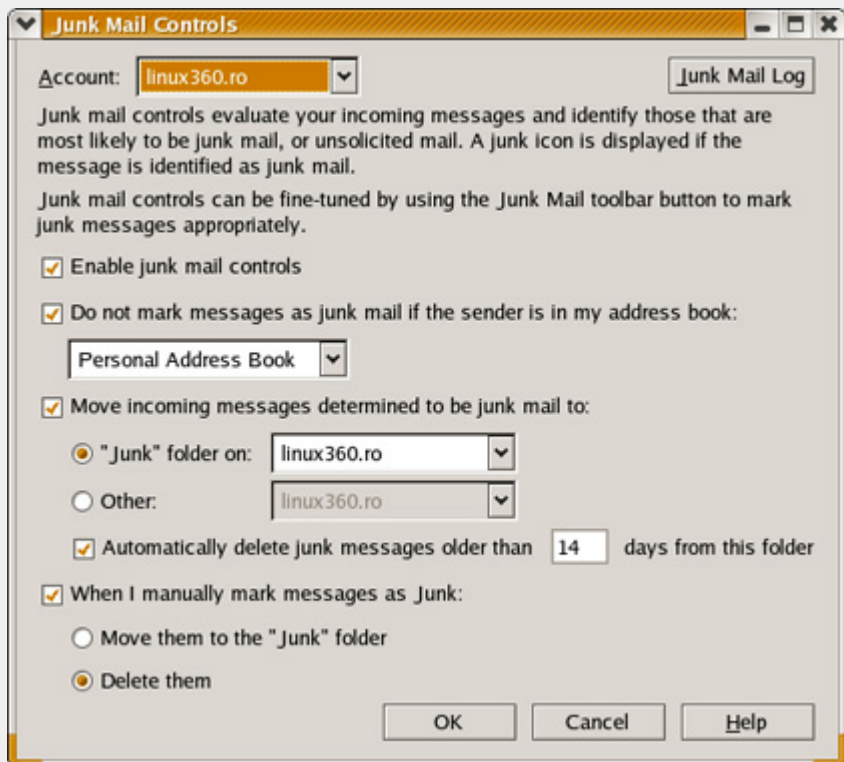 Junk Mail Controls
Account: linux360.ro Junk Mail Log
Junk mail controls evaluate your incoming messages and identify those that are
most likely to be junk mail, or unsolicited mail. A junk icon is displayed if the
message is identified as junk mail.
Junk mail controls can be fine-tuned by using the Junk Mail toolbar button to mark
junk messages appropriately.
Enable junk mail controls
Do not mark messages as junk mail if the sender is in my address book:
Personal Address Book
Move incoming messages determined to be junk mail to:
"Junk" folder on: linux360.ro
Other: linux360.ro
Automatically delete junk messages older than 14 days from this folder
When I manually mark messages as Junk:
Move them to the "Junk" folder
Delete them
OK Cancel Help